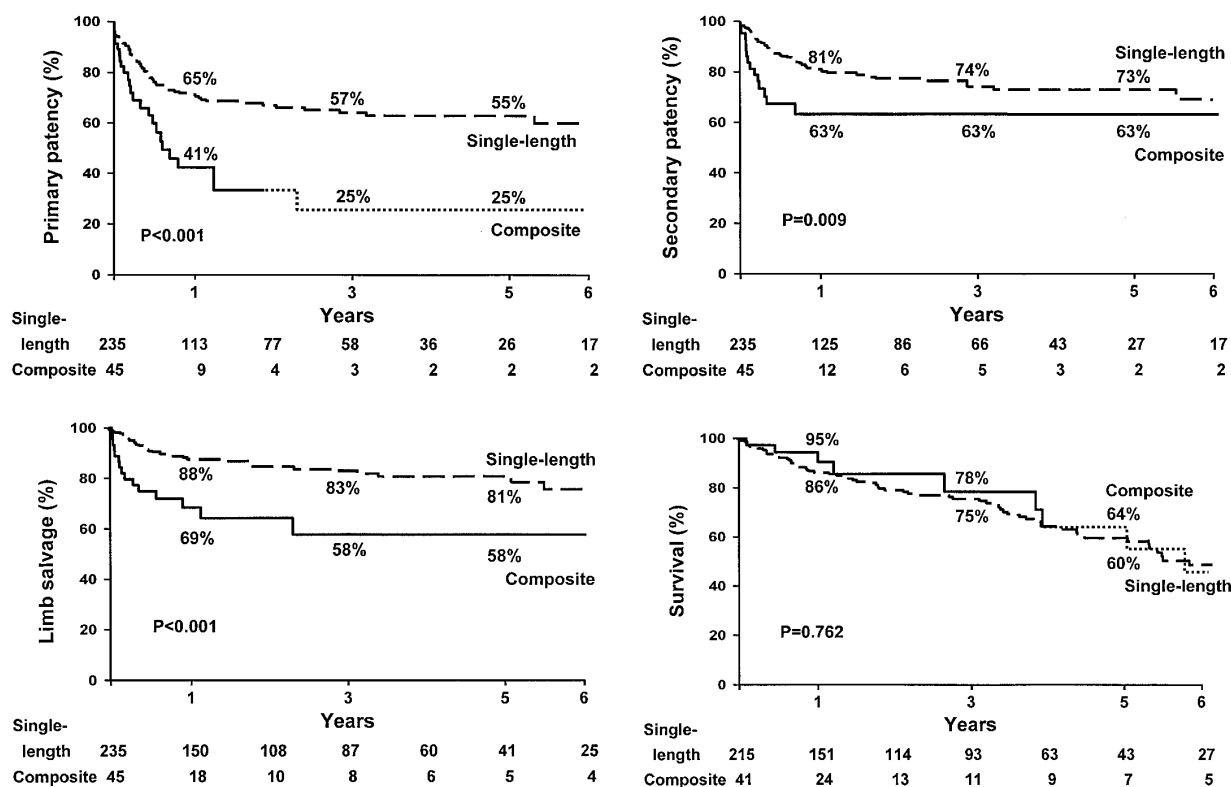 Primary patency (%)
100
80
60
40
20
0
65%
57%
55%
Single-length
41%
25%
25%
Composite
P<0.001
1
3
5
6
Years
Single-
length 235 113 77 58 36 26 17
Composite 45 9 4 3 2 2 2
Secondary patency (%)
100
80
60
40
20
0
Single-length
81%
74%
73%
63%
63%
63%
Composite
P=0.009
1
3
5
6
Years
Single-
length 235 125 86 66 43 27 17
Composite 45 12 6 5 3 2 2
Limb salvage (%)
100
80
60
40
20
0
Single-length
88%
83%
81%
69%
58%
58%
Composite
P<0.001
1
3
5
6
Years
Single-
length 235 150 108 87 60 41 25
Composite 45 18 10 8 6 5 4
Survival (%)
100
80
60
40
20
0
95%
86%
78%
75%
Composite
64%
60%
Single-length
P=0.762
1
3
5
6
Years
Single-
length 215 151 114 93 63 43 27
Composite 41 24 13 11 9 7 5